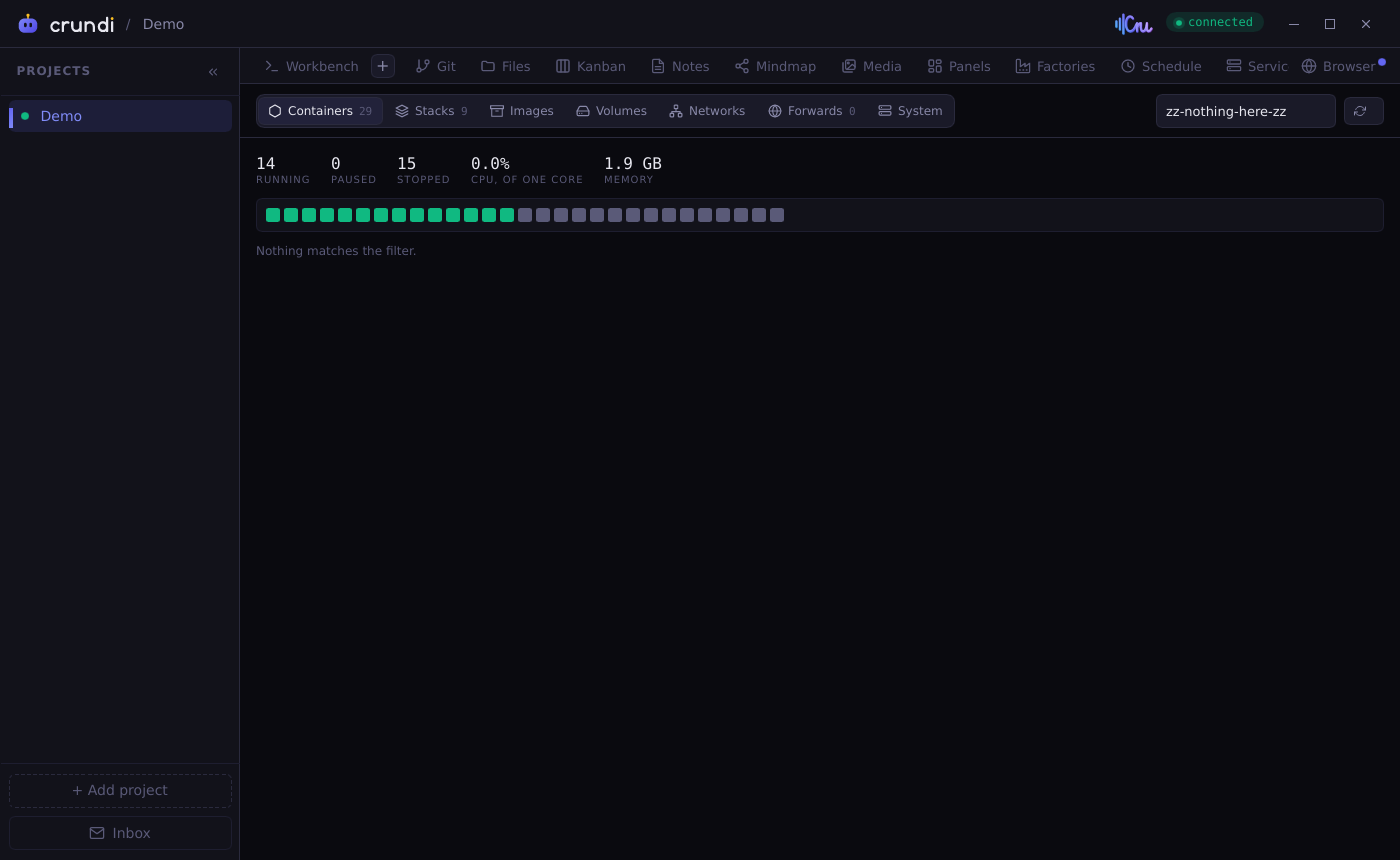 crundi / Demo
Cru
connected
PROJECTS «
Workbench + Git Files Kanban Notes Mindmap Media Panels Factories Schedule Servic Browser
Demo
Containers 29 Stacks 9 Images Volumes Networks Forwards 0 System
zz-nothing-here-zz
14 0 15 0.0% 1.9 GB
RUNNING PAUSED STOPPED CPU, OF ONE CORE MEMORY
Nothing matches the filter.
+ Add project
Inbox